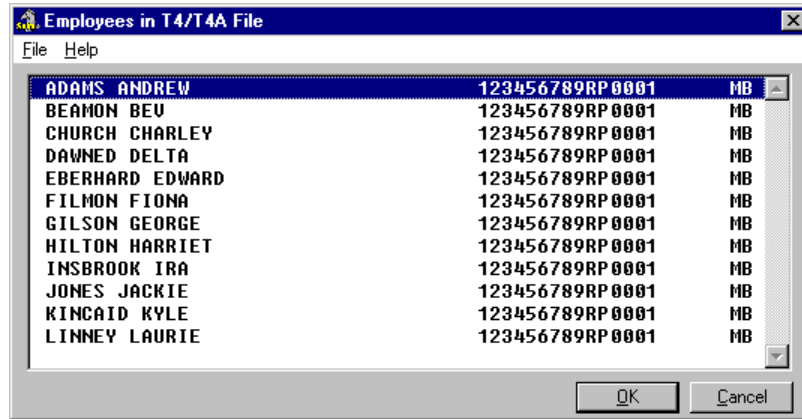 Employees in T4/T4A File
File Help
ADAMS ANDREW 123456789RP0001 MB
BEAMON BEV 123456789RP0001 MB
CHURCH CHARLEY 123456789RP0001 MB
DAWNED DELTA 123456789RP0001 MB
EBERHARD EDWARD 123456789RP0001 MB
FILMON FIONA 123456789RP0001 MB
GILSON GEORGE 123456789RP0001 MB
HILTON HARRIET 123456789RP0001 MB
INSBROOK IRA 123456789RP0001 MB
JONES JACKIE 123456789RP0001 MB
KINCAID KYLE 123456789RP0001 MB
LINNEY LAURIE 123456789RP0001 MB
OK Cancel